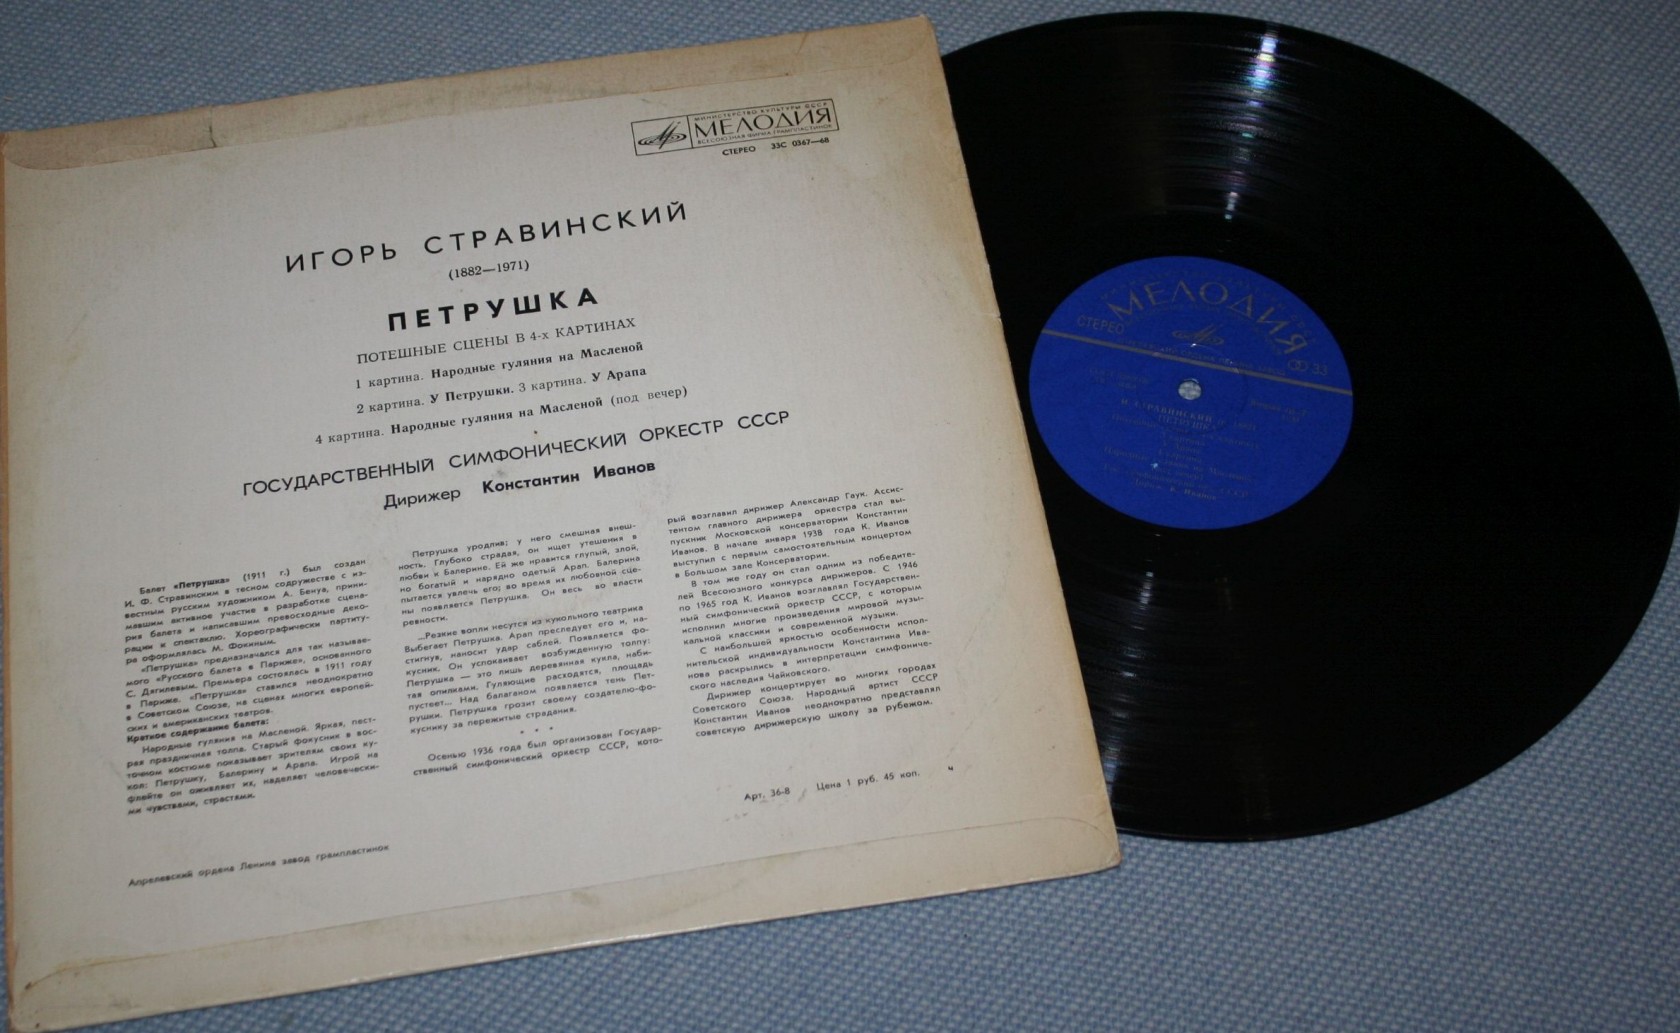 МИНИСТЕРСТВО КУЛЬТУРЫ СССР
МЕЛОДИЯ
ВСЕСОЮЗНАЯ ФИРМА ГРАМПЛАСТИНОК
СТЕРЕО 33С 0367—68
ИГОРЬ СТРАВИНСКИЙ
(1882—1971)
ПЕТРУШКА
ПОТЕШНЫЕ СЦЕНЫ В 4-х КАРТИНАХ
1 картина. Народные гуляния на Масленой
2 картина. У Петрушки. 3 картина. У Арапа
4 картина. Народные гуляния на Масленой (под вечер)
ГОСУДАРСТВЕННЫЙ СИМФОНИЧЕСКИЙ ОРКЕСТР СССР
Дирижер Константин Иванов
Балет «Петрушка» (1911 г.) был создан
И. Ф. Стравинским в тесном содружестве с из-
вестным русским художником А. Бенуа, прини-
мавшим активное участие в разработке сцена-
рия балета и написавшим превосходные деко-
рации к спектаклю. Хореографически партиту-
ра оформлялась М. Фокиным.
«Петрушка» предназначался для так называе-
мого «Русского балета в Париже», основанного
С. Дягилевым. Премьера состоялась в 1911 году
в Париже. «Петрушка» ставился неоднократно
в Советском Союзе, на сценах многих европей-
ских и американских театров.
Краткое содержание балета:
Народные гуляния на Масленой. Яркая, пест-
рая праздничная толпа. Старый фокусник в вос-
точном костюме показывает зрителям своих ку-
кол: Петрушку, Балерину и Арапа. Игрой на
флейте он оживляет их, наделяет человечески-
ми чувствами, страстями.
Петрушка уродлив; у него смешная внеш-
ность. Глубоко страдая, он ищет утешения в
любви к Балерине. Ей же нравится глупый, злой,
но богатый и нарядно одетый Арап. Балерина
пытается увлечь его; во время их любовной сце-
ны появляется Петрушка. Он весь во власти
ревности.
...Резкие вопли несутся из кукольного театрика
Выбегает Петрушка. Арап преследует его и, на-
стигнув, наносит удар саблей. Появляется фо-
кусник. Он успокаивает возбужденную толпу:
Петрушка — это лишь деревянная кукла, наби-
тая опилками. Гуляющие расходятся, площадь
пустеет... Над балаганом появляется тень Пет-
рушки. Петрушка грозит своему создателю-фо-
куснику за пережитые страдания.
* * *
Осенью 1936 года был организован Государ-
ственный симфонический оркестр СССР, кото-
рый возглавил дирижер Александр Гаук. Ассис-
тентом главного дирижера оркестра стал вы-
пускник Московской консерватории Константин
Иванов. В начале января 1938 года К. Иванов
выступил с первым самостоятельным концертом
в Большом зале Консерватории.
В том же году он стал одним из победите-
лей Всесоюзного конкурса дирижеров. С 1946
по 1965 год К. Иванов возглавлял Государствен-
ный симфонический оркестр СССР, с которым
исполнил многие произведения мировой музы-
кальной классики и современной музыки.
С наибольшей яркостью особенности испол-
нительской индивидуальности Константина Ива-
нова раскрылись в интерпретации симфониче-
ского наследия Чайковского.
Дирижер концертирует во многих городах
Советского Союза. Народный артист СССР
Константин Иванов неоднократно представлял
советскую дирижерскую школу за рубежом.
Арт. 36-8 Цена 1 руб. 45 коп. ч
Апрелевский ордена Ленина завод грампластинок
МЕЛОДИЯ
СТЕРЕО
33
И. СТРАВИНСКИЙ
ПЕТРУШКА